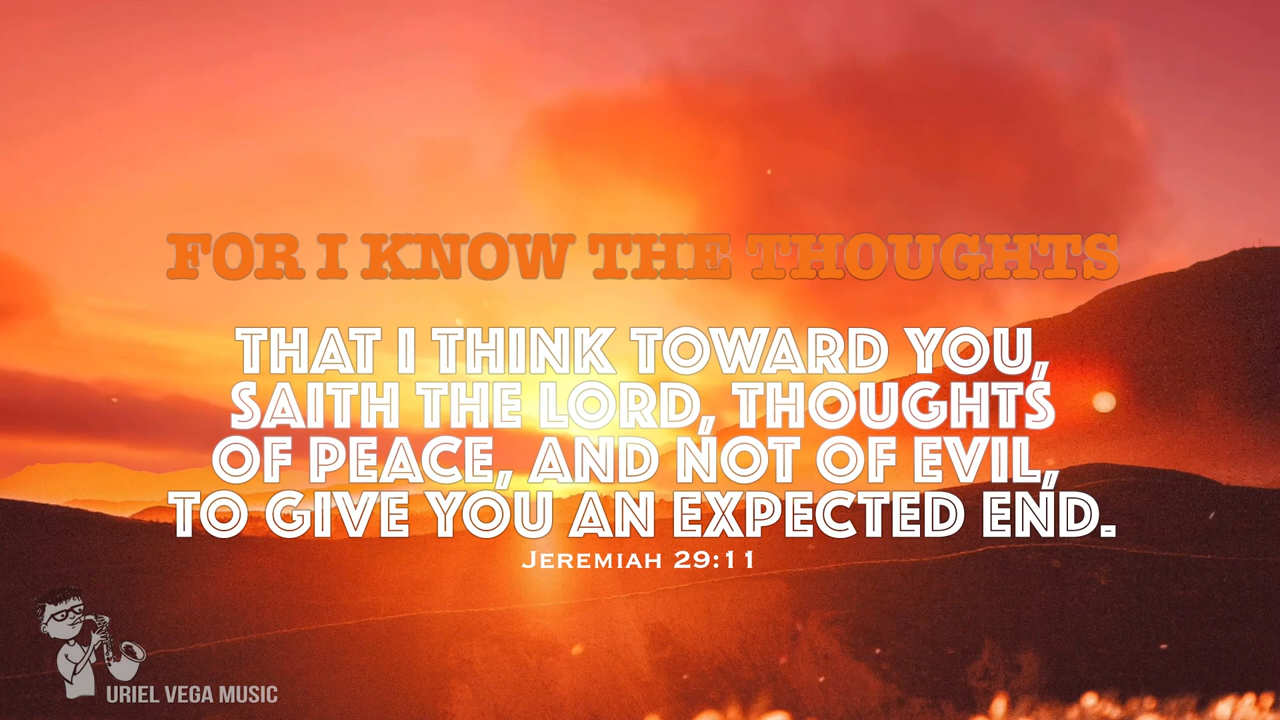 FOR I KNOW THE THOUGHTS
THAT I THINK TOWARD YOU,
SAITH THE LORD, THOUGHTS
OF PEACE, AND NOT OF EVIL,
TO GIVE YOU AN EXPECTED END.
JEREMIAH 29:11
URIEL VEGA MUSIC